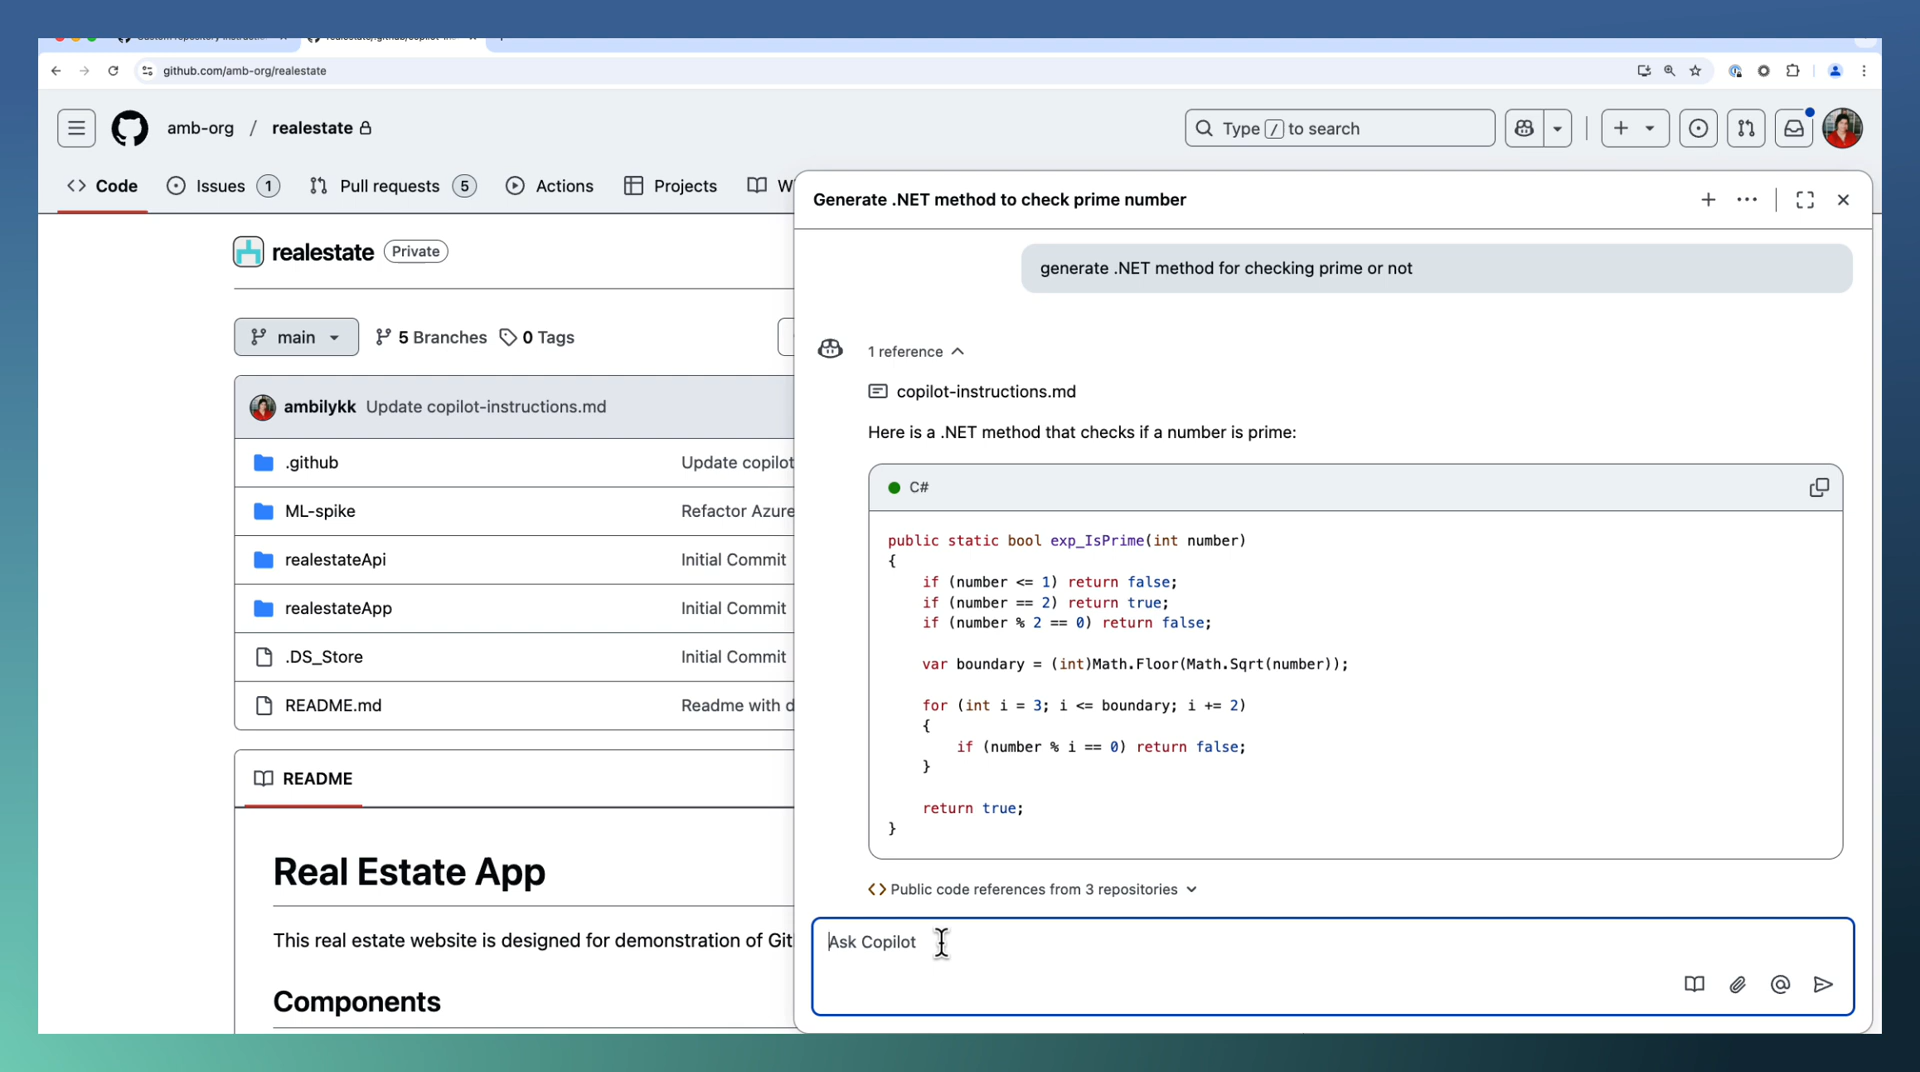 github.com/amb-org/realestate
amb-org / realestate
Type / to search
Code
Issues 1
Pull requests 5
Actions
Projects
W
realestate Private
main
5 Branches
0 Tags
ambilykk Update copilot-instructions.md
.github Update copilot
ML-spike Refactor Azure
realestateApi Initial Commit
realestateApp Initial Commit
.DS_Store Initial Commit
README.md Readme with d
README
Real Estate App
This real estate website is designed for demonstration of Git
Components
Generate .NET method to check prime number
generate .NET method for checking prime or not
1 reference
copilot-instructions.md
Here is a .NET method that checks if a number is prime:
C#
public static bool exp_IsPrime(int number)
{
if (number <= 1) return false;
if (number == 2) return true;
if (number % 2 == 0) return false;
var boundary = (int)Math.Floor(Math.Sqrt(number));
for (int i = 3; i <= boundary; i += 2)
{
if (number % i == 0) return false;
}
return true;
}
Public code references from 3 repositories
Ask Copilot